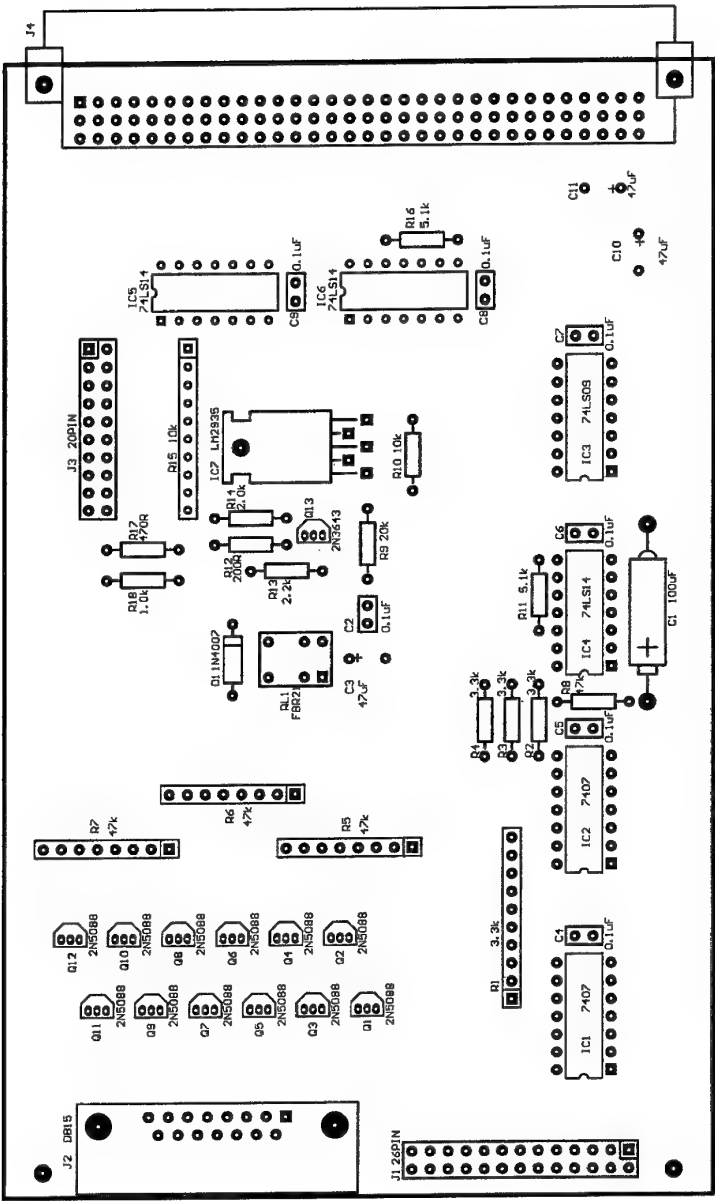 J4
C11
47uF
C10
47uF
R16
5.1k
IC5
74LS14
0.1uF
C9
IC6
74LS14
0.1uF
C8
J3 20PIN
R15 10k
IC7 LM2935
C7
0.1uF
74LS09
IC3
R10 10k
R14
2.0k
Q13
2N3643
R17
470R
R12
200R
R9 20k
C6
0.1uF
R18
1.0k
R13
2.2k
C2
0.1uF
R11 5.1k
74LS14
IC4
C1 100uF
D1 1N4007
RL1
FBR21
C3
47uF
3.3k
R4
3.3k
R3
3.3k
R2
R8
47k
C5
0.1uF
R7
47k
R6
47k
R5
47k
7407
IC2
3.3k
R1
Q12
2N5088
Q10
2N5088
Q8
2N5088
Q6
2N5088
Q4
2N5088
Q2
2N5088
C4
0.1uF
Q11
2N5088
Q9
2N5088
Q7
2N5088
Q5
2N5088
Q3
2N5088
Q1
2N5088
7407
IC1
J2 DB15
J1 26PIN